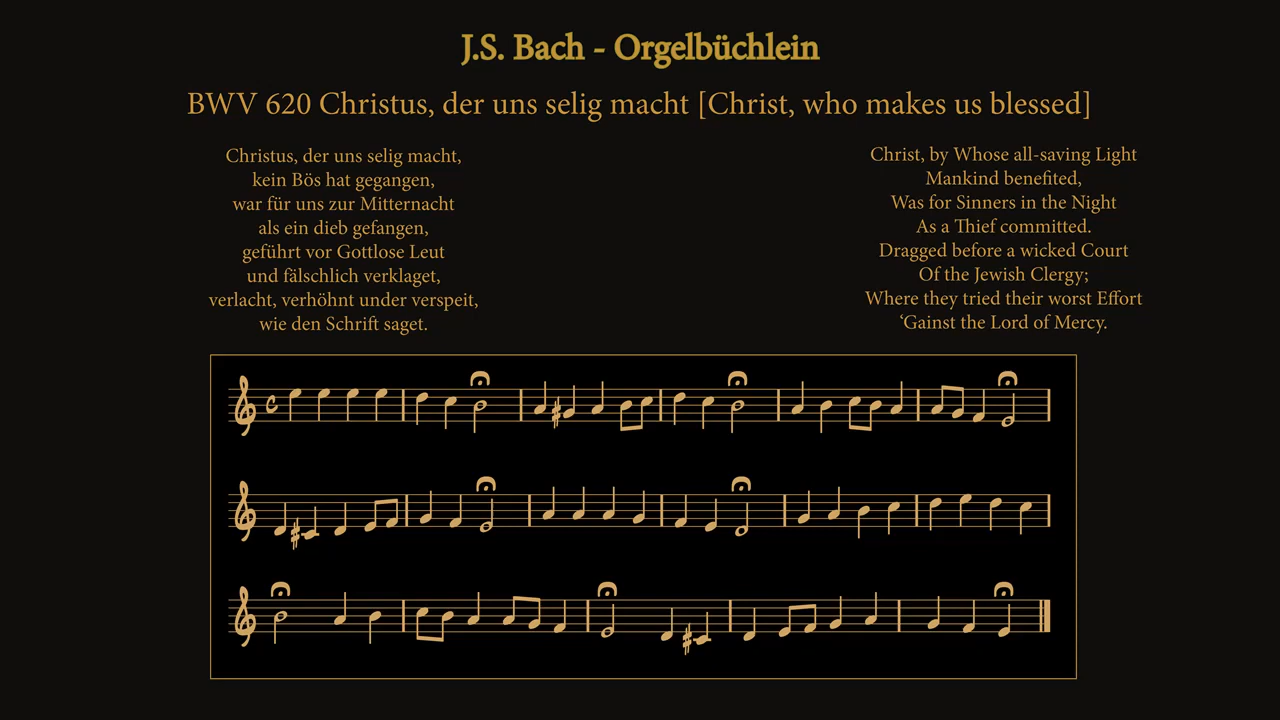 J.S. Bach - Orgelbüchlein
BWV 620 Christus, der uns selig macht [Christ, who makes us blessed]
Christus, der uns selig macht,
kein Bös hat gegangen,
war für uns zur Mitternacht
als ein dieb gefangen,
geführt vor Gottlose Leut
und fälschlich verklaget,
verlacht, verhöhnt under verspeit,
wie den Schrift saget.
Christ, by Whose all-saving Light
Mankind benefited,
Was for Sinners in the Night
As a Thief committed.
Dragged before a wicked Court
Of the Jewish Clergy;
Where they tried their worst Effort
‘Gainst the Lord of Mercy.